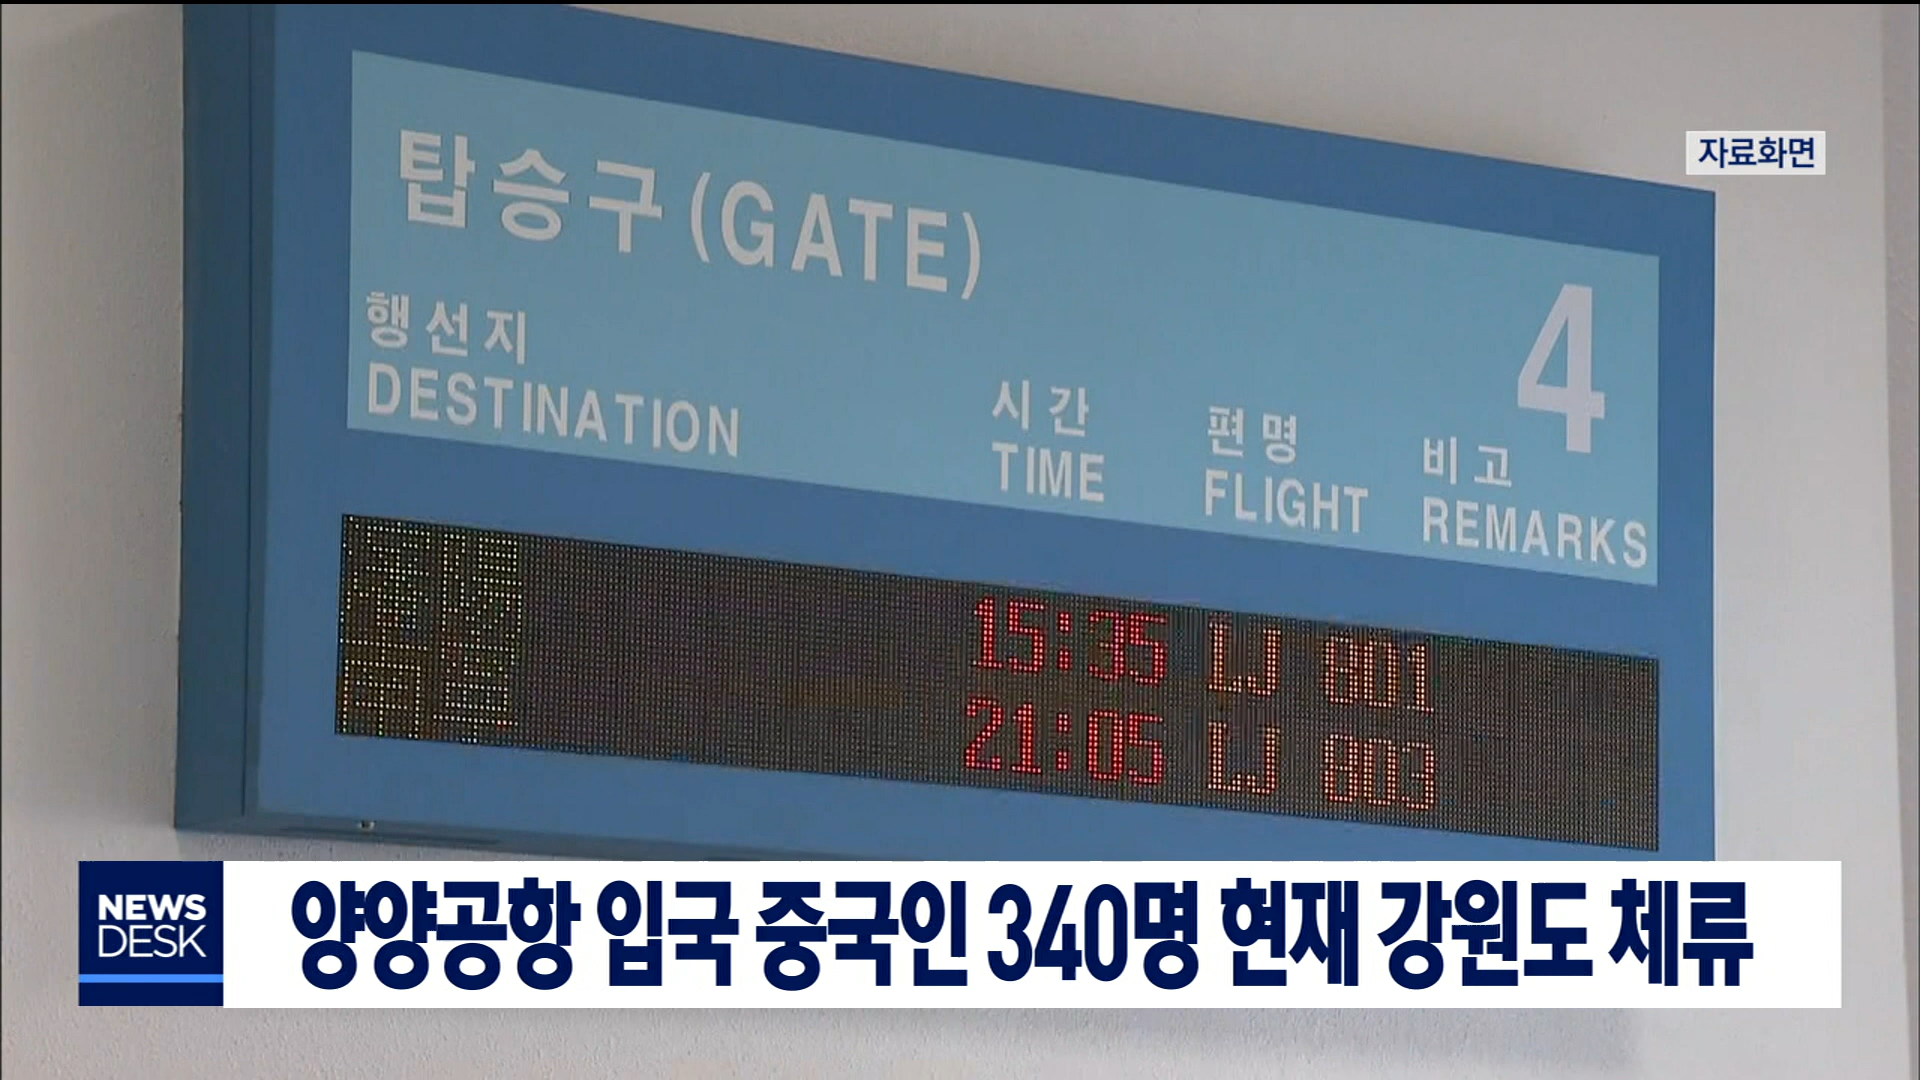 자료화면
탑승구(GATE)
4
행선지
DESTINATION
시간
TIME
편명
FLIGHT
비고
REMARKS
15:35 LJ 801
21:05 LJ 803
NEWS
DESK
양양공항 입국 중국인 340명 현재 강원도 체류